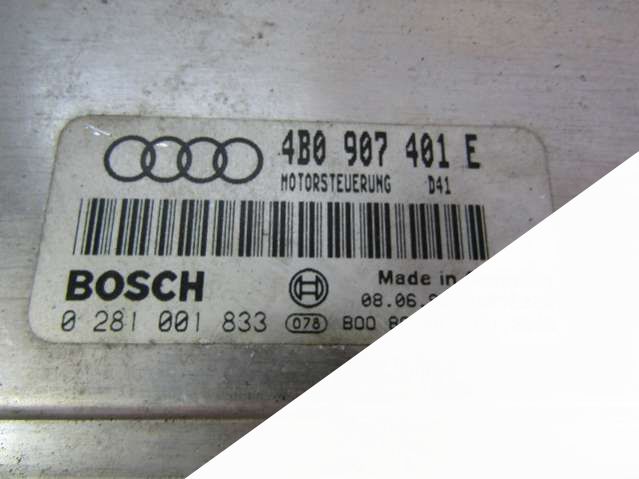 4B0 907 401 E
MOTORSTEUERUNG D41
BOSCH Made in
0 281 001 833 078 08.06.